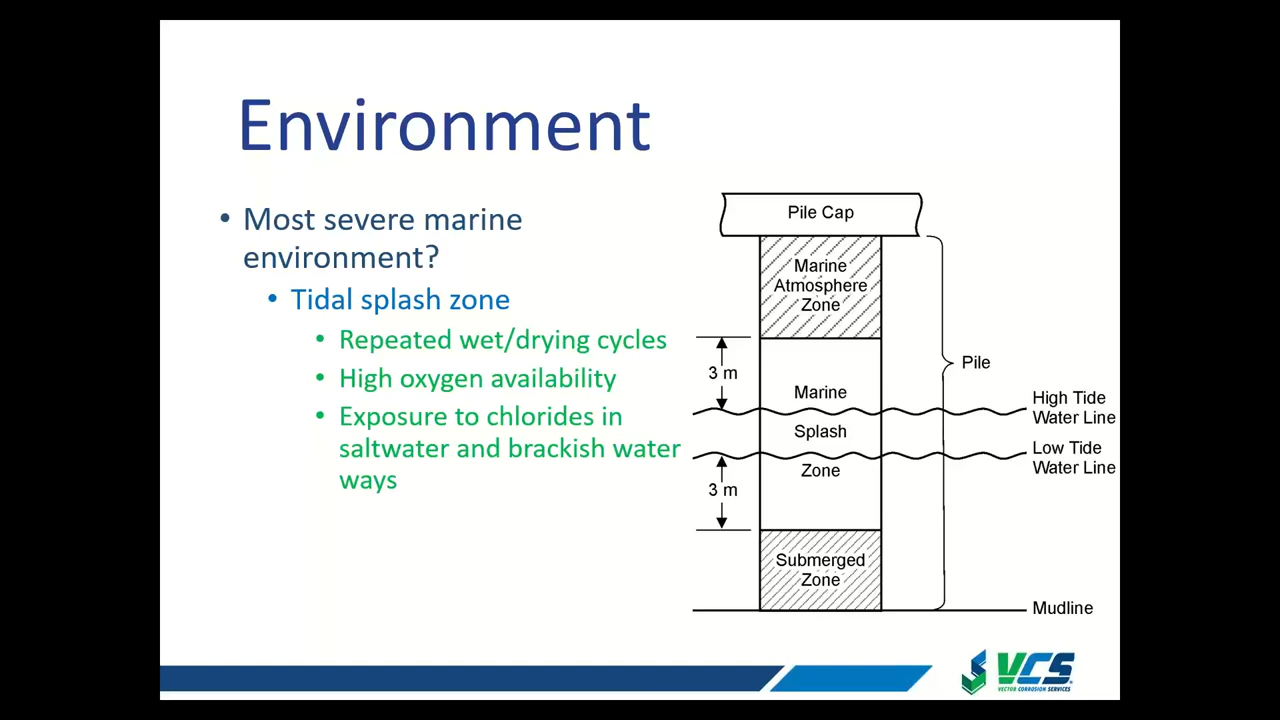 Environment
• Most severe marine
environment?
• Tidal splash zone
• Repeated wet/drying cycles
• High oxygen availability
• Exposure to chlorides in
saltwater and brackish water
ways
Pile Cap
Marine
Atmosphere
Zone
3 m
Marine
Pile
High Tide
Water Line
Splash
Low Tide
Water Line
Zone
3 m
Submerged
Zone
Mudline
VCS
VECTOR CORROSION SERVICES